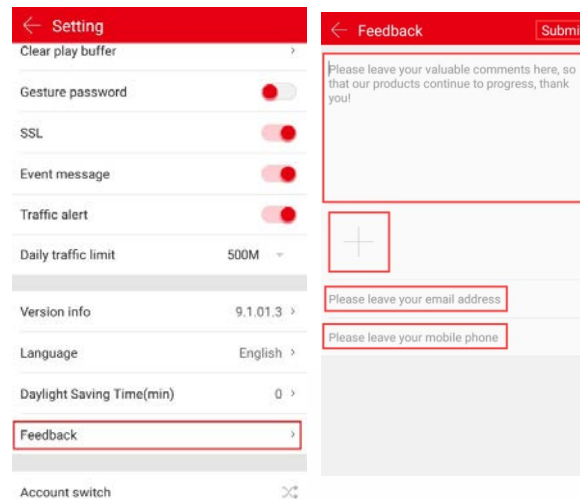 Setting
Clear play buffer
Gesture password
SSL
Event message
Traffic alert
Daily traffic limit 500M
Version info 9.1.01.3
Language English
Daylight Saving Time(min) 0
Feedback
Account switch
Feedback Submi
Please leave your valuable comments here, so
that our products continue to progress, thank
you!
Please leave your email address
Please leave your mobile phone